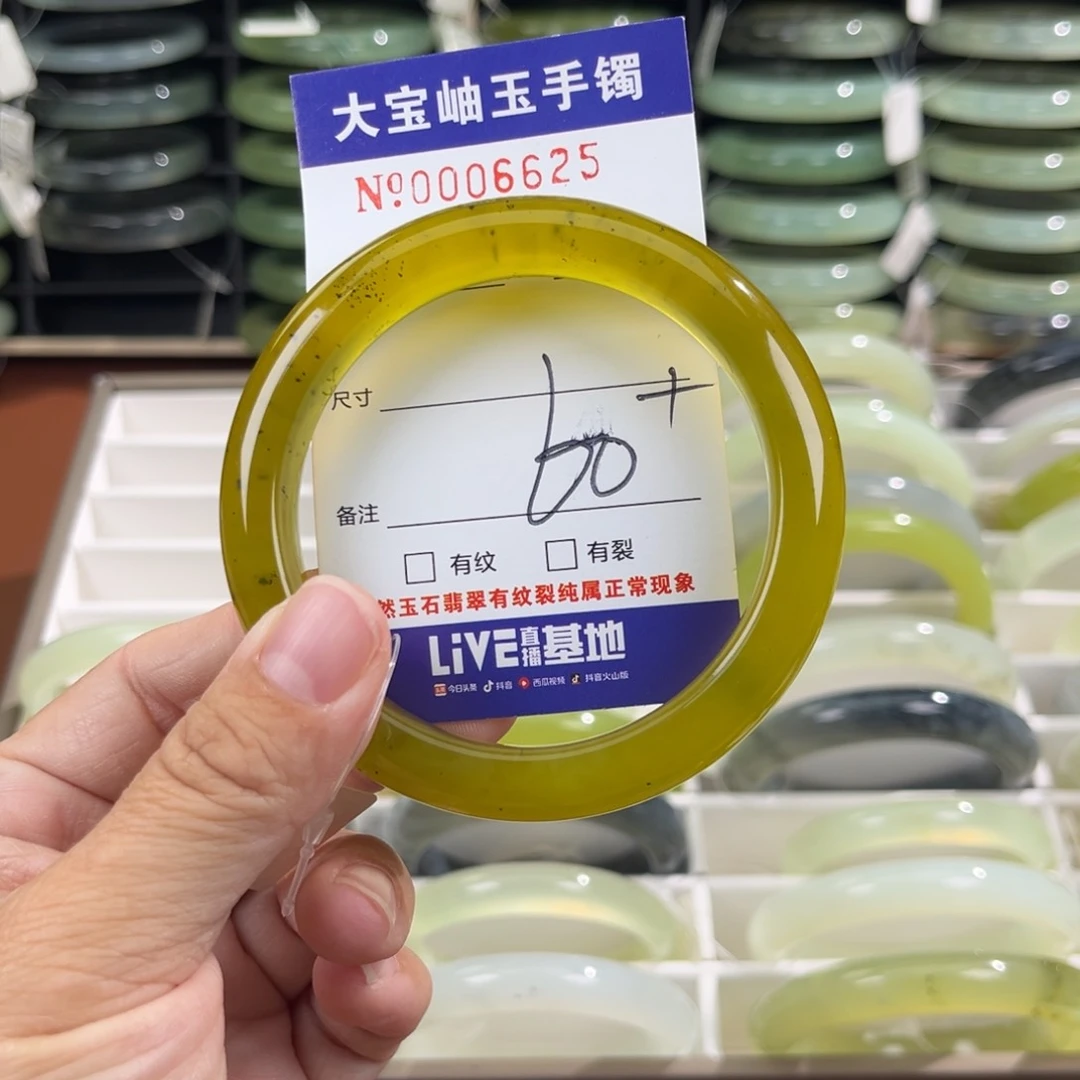 大宝岫玉手镯
Nº:0006625
尺寸
60+
备注
□ 有纹 □ 有裂
然玉石翡翠有纹裂纯属正常现象
LiVE直播基地
今日头条 抖音 西瓜视频 抖音火山版